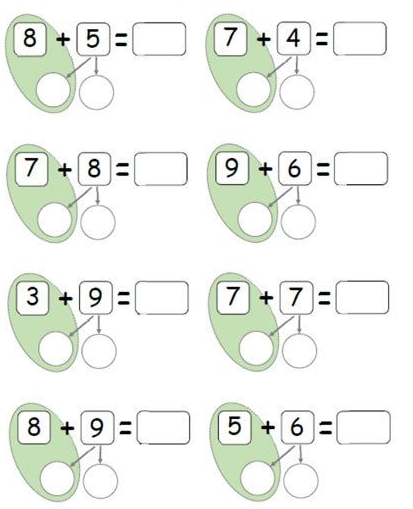 8 + 5 = 7 + 4 =
7 + 8 = 9 + 6 =
3 + 9 = 7 + 7 =
8 + 9 = 5 + 6 =